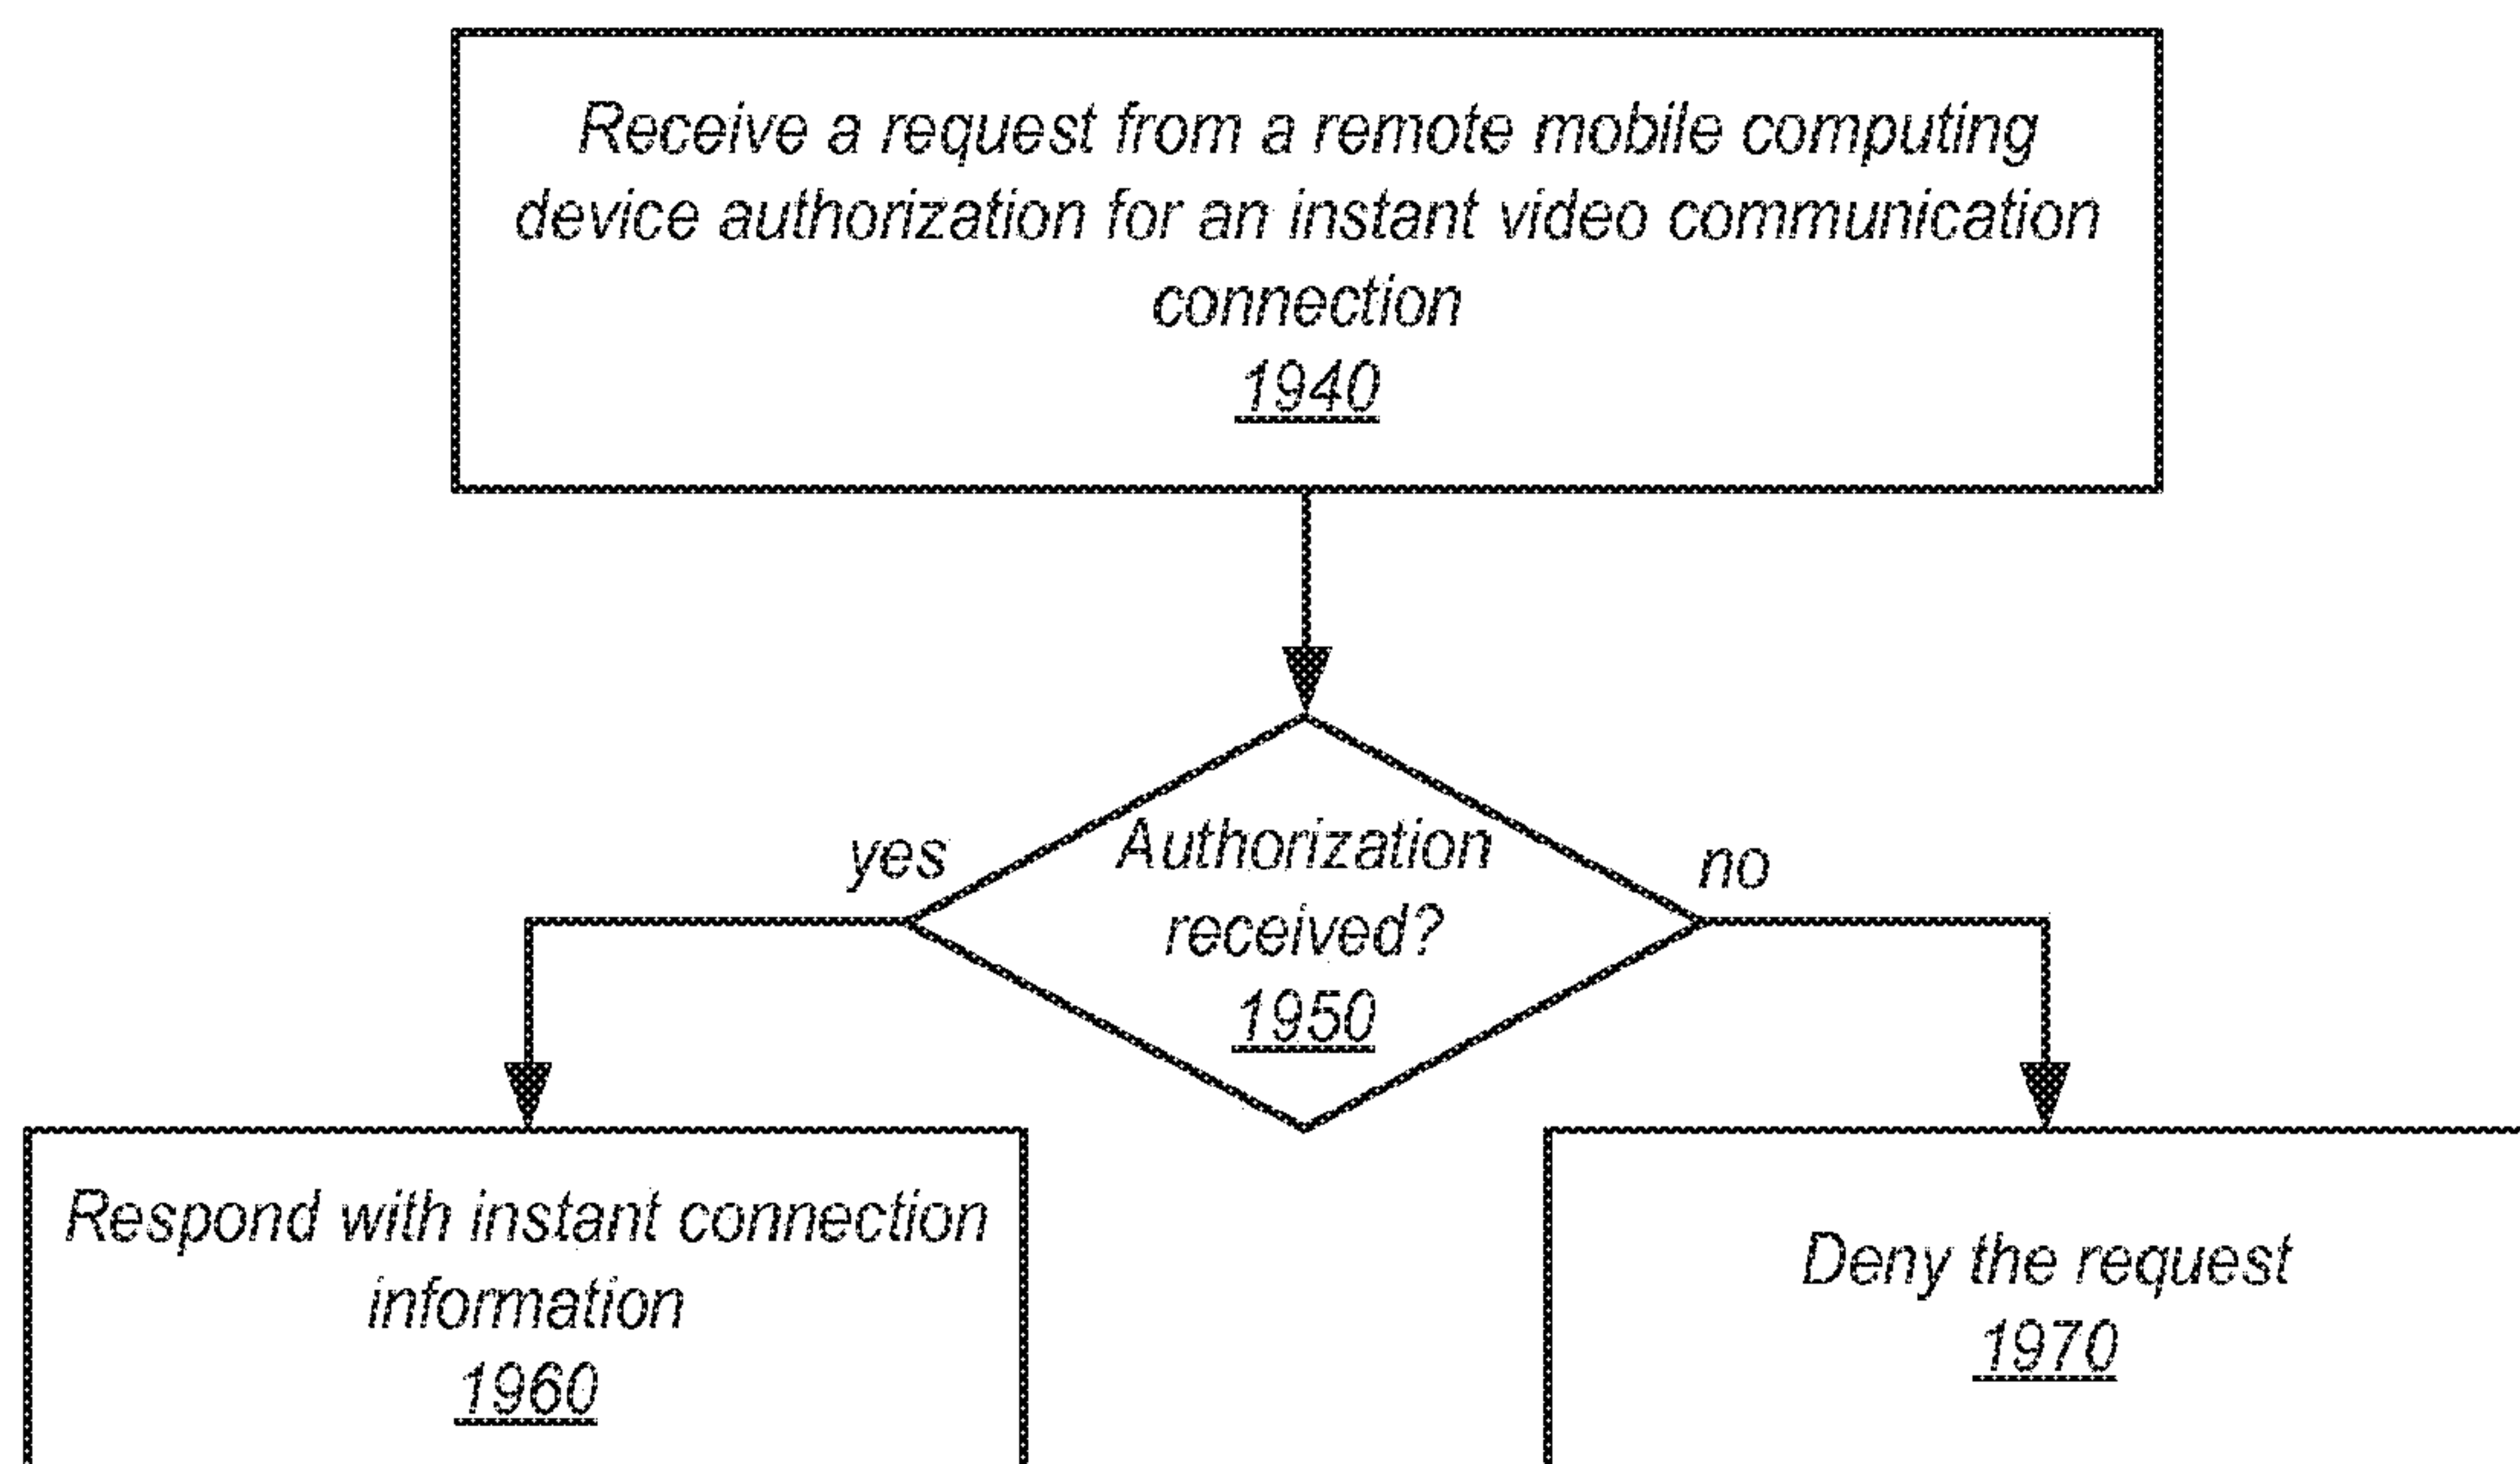 Receive a request from a remote mobile computing
device authorization for an instant video communication
connection
1940
yes
Authorization
received?
1950
no
Respond with instant connection
information
1960
Deny the request
1970